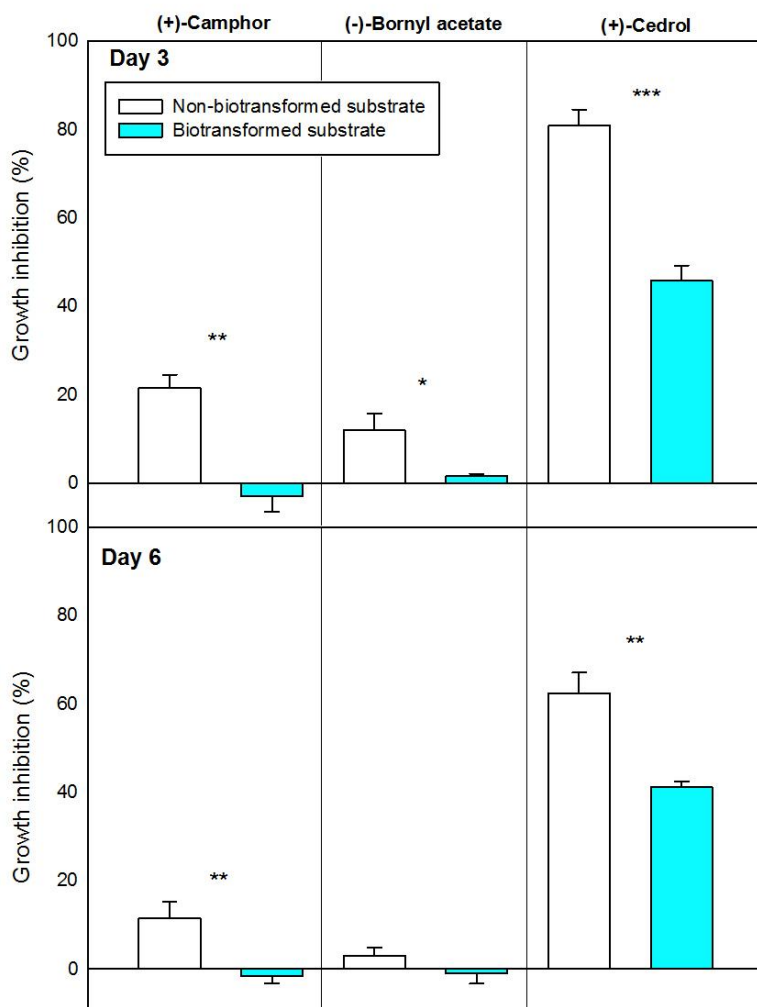 (+)-Camphor (-)-Bornyl acetate (+)-Cedrol
100
Day 3
Non-biotransformed substrate
Biotransformed substrate
***
80
60
40
**
*
20
0
Growth inhibition (%)
100
Day 6
80
**
60
40
**
20
0
Growth inhibition (%)